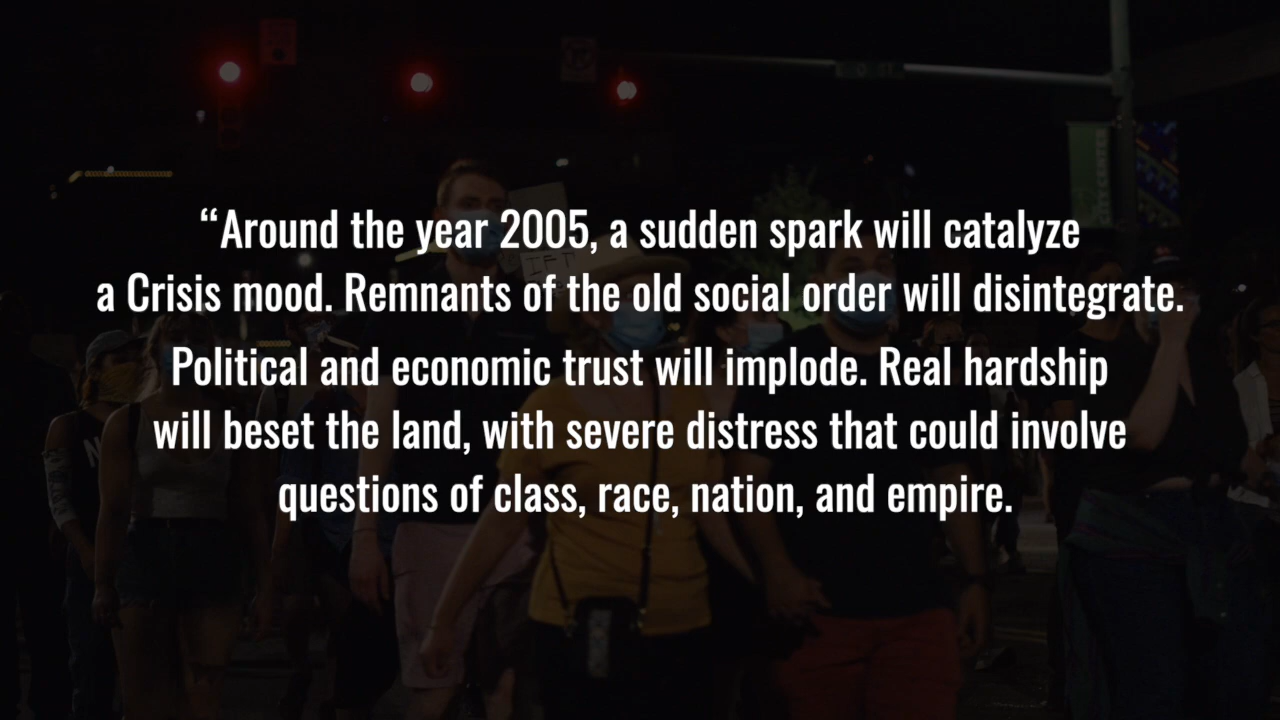 “Around the year 2005, a sudden spark will catalyze
a Crisis mood. Remnants of the old social order will disintegrate.
Political and economic trust will implode. Real hardship
will beset the land, with severe distress that could involve
questions of class, race, nation, and empire.